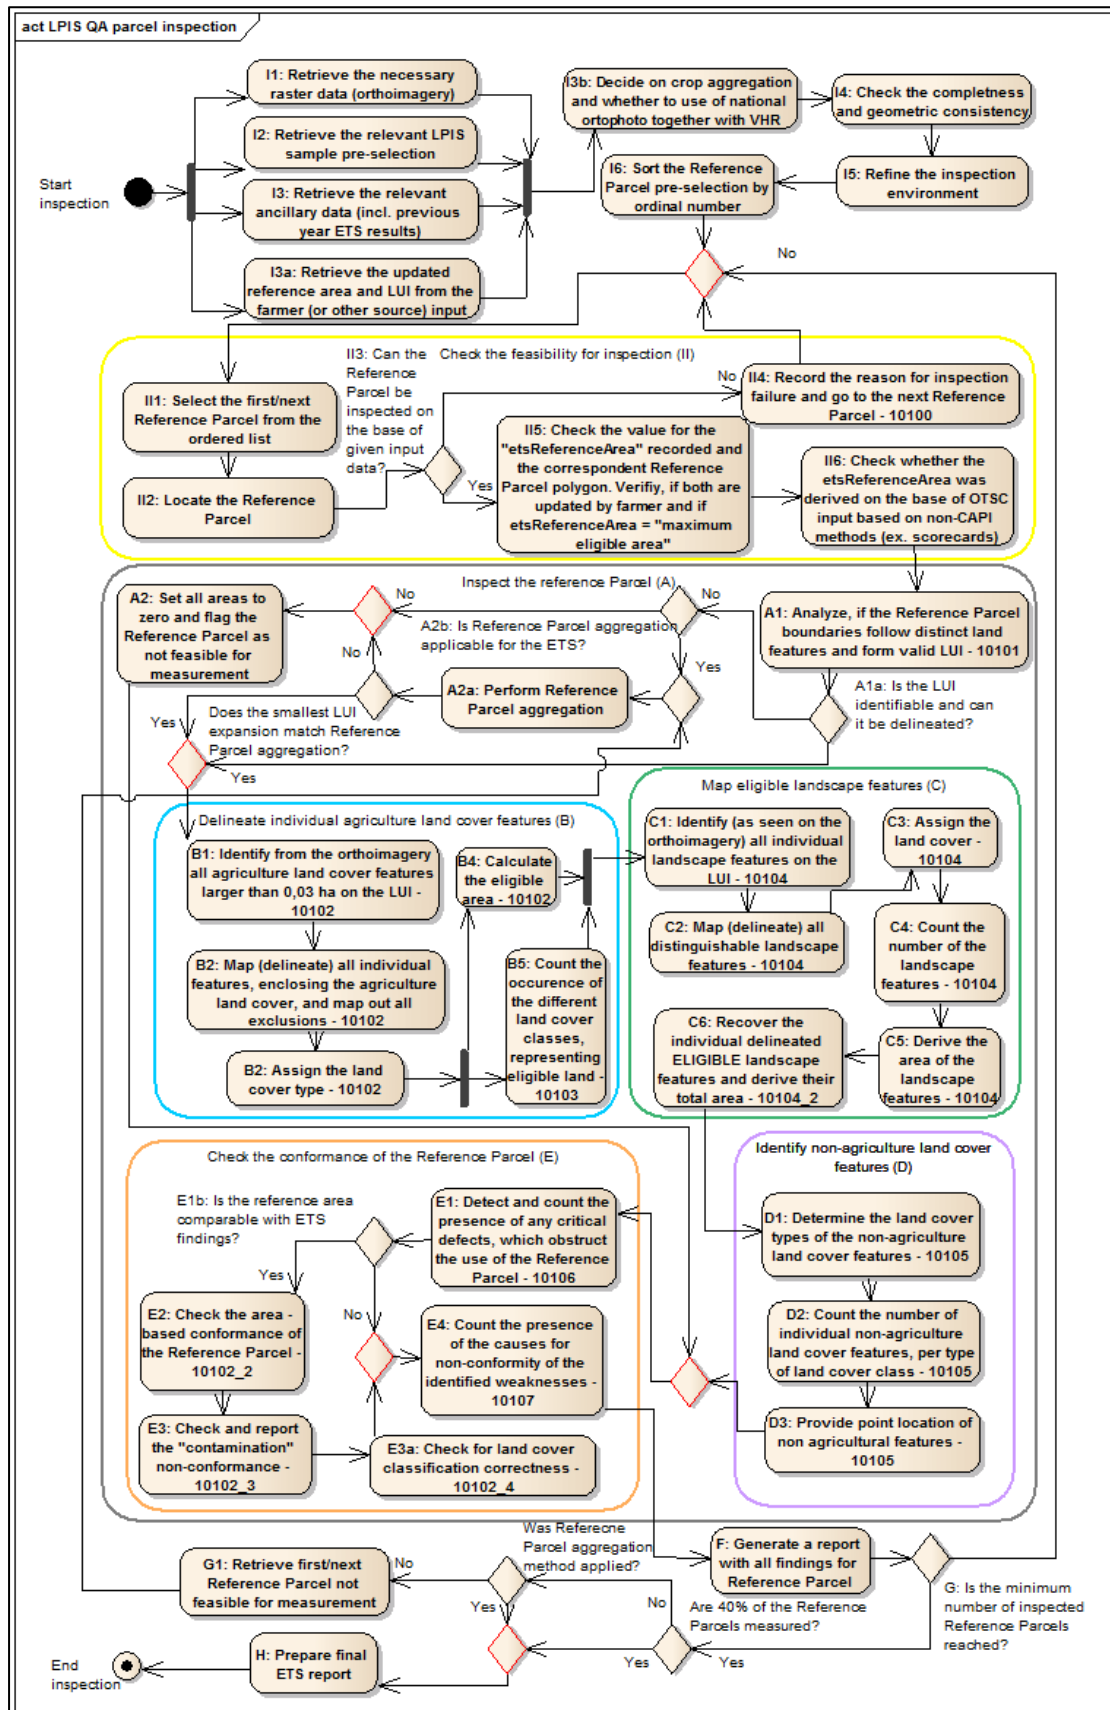 act LPIS QA parcel inspection
I1: Retrieve the necessary
raster data (orthoimagery)
I2: Retrieve the relevant LPIS
sample pre-selection
I3: Retrieve the relevant
ancillary data (incl. previous
year ETS results)
I3a: Retrieve the updated
reference area and LUI from the
farmer (or other source) input
Start
inspection
I3b: Decide on crop aggregation
and whether to use of national
ortophoto together with VHR
I4: Check the completness
and geometric consistency
I5: Refine the inspection
environment
I6: Sort the Reference
Parcel pre-selection by
ordinal number
No
Check the feasibility for inspection (II)
II1: Select the first/next
Reference Parcel from the
ordered list
II2: Locate the Reference
Parcel
II3: Can the
Reference
Parcel be
inspected on
the base of
given input
data?
No
Yes
II4: Record the reason for inspection
failure and go to the next Reference
Parcel - 10100
II5: Check the value for the
"etsReferenceArea" recorded and
the correspondent Reference
Parcel polygon. Verifiy, if both are
updated by farmer and if
etsReferenceArea = "maximum
eligible area"
II6: Check whether the
etsReferenceArea was
derived on the base of OTSC
input based on non-CAPI
methods (ex. scorecards)
Inspect the reference Parcel (A)
A2: Set all areas to
zero and flag the
Reference Parcel as
not feasible for
measurement
No
No
A2b: Is Reference Parcel aggregation
applicable for the ETS?
A1: Analyze, if the Reference Parcel
boundaries follow distinct land
features and form valid LUI - 10101
No
Yes
A2a: Perform Reference
Parcel aggregation
A1a: Is the LUI
identifiable and can
it be delineated?
Does the smallest LUI
expansion match Reference
Parcel aggregation?
Yes
Yes
Delineate individual agriculture land cover features (B)
B1: Identify from the orthoimagery
all agriculture land cover features
larger than 0,03 ha on the LUI -
10102
B2: Map (delineate) all individual
features, enclosing the agriculture
land cover, and map out all
exclusions - 10102
B2: Assign the land
cover type - 10102
B4: Calculate
the eligible
area - 10102
B5: Count the
occurence of
the different
land cover
classes,
representing
eligible land -
10103
Map eligible landscape features (C)
C1: Identify (as seen on the
orthoimagery) all individual
landscape features on the
LUI - 10104
C2: Map (delineate) all
distinguishable landscape
features - 10104
C3: Assign the
land cover -
10104
C4: Count the
number of the
landscape
features - 10104
C5: Derive the
area of the
landscape
features - 10104
C6: Recover the
individual delineated
ELIGIBLE landscape
features and derive their
total area - 10104_2
Identify non-agriculture land cover
features (D)
D1: Determine the land cover
types of the non-agriculture
land cover features - 10105
D2: Count the number of
individual non-agriculture
land cover features, per type
of land cover class - 10105
D3: Provide point location of
non agricultural features -
10105
Check the conformance of the Reference Parcel (E)
E1b: Is the reference area
comparable with ETS
findings?
E1: Detect and count the
presence of any critical
defects, which obstruct
the use of the Reference
Parcel - 10106
Yes
No
E2: Check the area -
based conformance of
the Reference Parcel -
10102_2
E4: Count the presence
of the causes for
non-conformity of the
identified weaknesses -
10107
E3: Check and report
the "contamination"
non-conformance -
10102_3
E3a: Check for land cover
classification correctness -
10102_4
Was Refereone
Parcel aggregation
method applied?
F: Generate a report
with all findings for
Reference Parcel
G1: Retrieve first/next
Reference Parcel not
feasible for measurement
No
Yes
No
Are 40% of the Reference
Parcels measured?
G: Is the minimum
number of inspected
Reference Parcels
reached?
Yes
Yes
H: Prepare final
ETS report
End
inspection